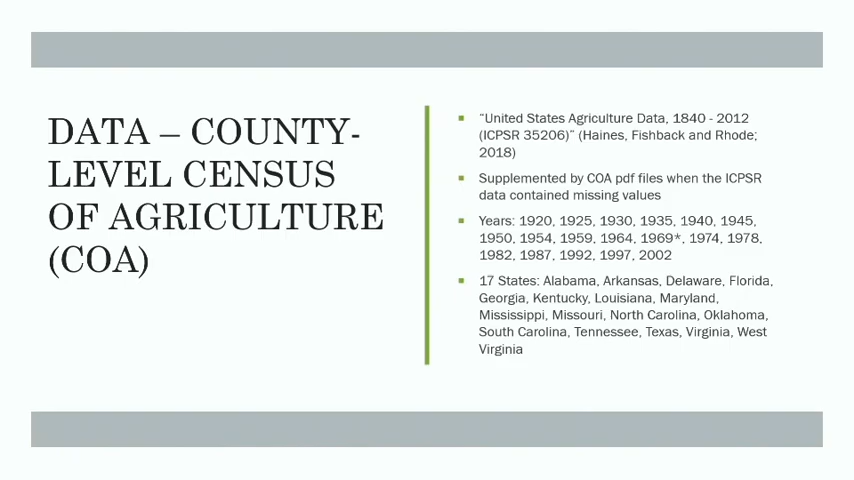 DATA – COUNTY-
LEVEL CENSUS
OF AGRICULTURE
(COA)
"United States Agriculture Data, 1840 - 2012
(ICPSR 35206)" (Haines, Fishback and Rhode;
2018)
Supplemented by COA pdf files when the ICPSR
data contained missing values
Years: 1920, 1925, 1930, 1935, 1940, 1945,
1950, 1954, 1959, 1964, 1969*, 1974, 1978,
1982, 1987, 1992, 1997, 2002
17 States: Alabama, Arkansas, Delaware, Florida,
Georgia, Kentucky, Louisiana, Maryland,
Mississippi, Missouri, North Carolina, Oklahoma,
South Carolina, Tennessee, Texas, Virginia, West
Virginia